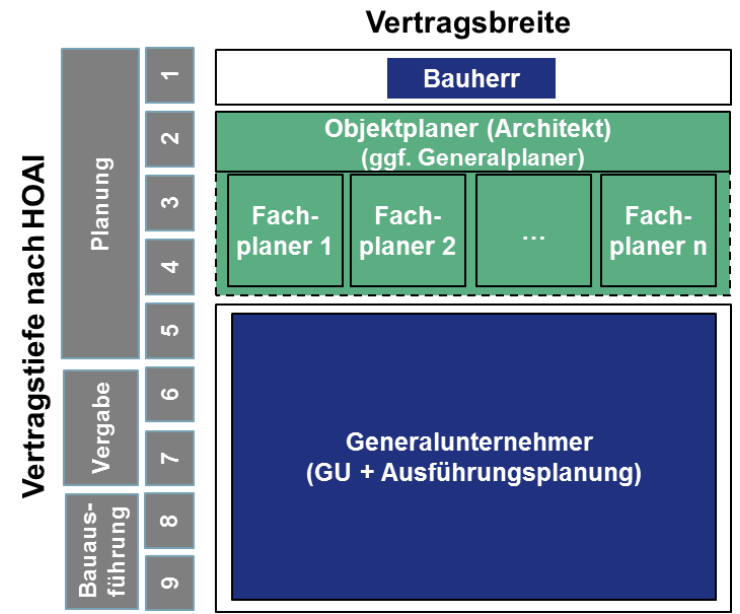 Vertragsbreite
Vertragstiefe nach HOAI
Planung
Vergabe
Bauaus-
führung
1
2
3
4
5
6
7
8
9
Bauherr
Objektplaner (Architekt)
(ggf. Generalplaner)
Fach-
planer 1
Fach-
planer 2
...
Fach-
planer n
Generalunternehmer
(GU + Ausführungsplanung)